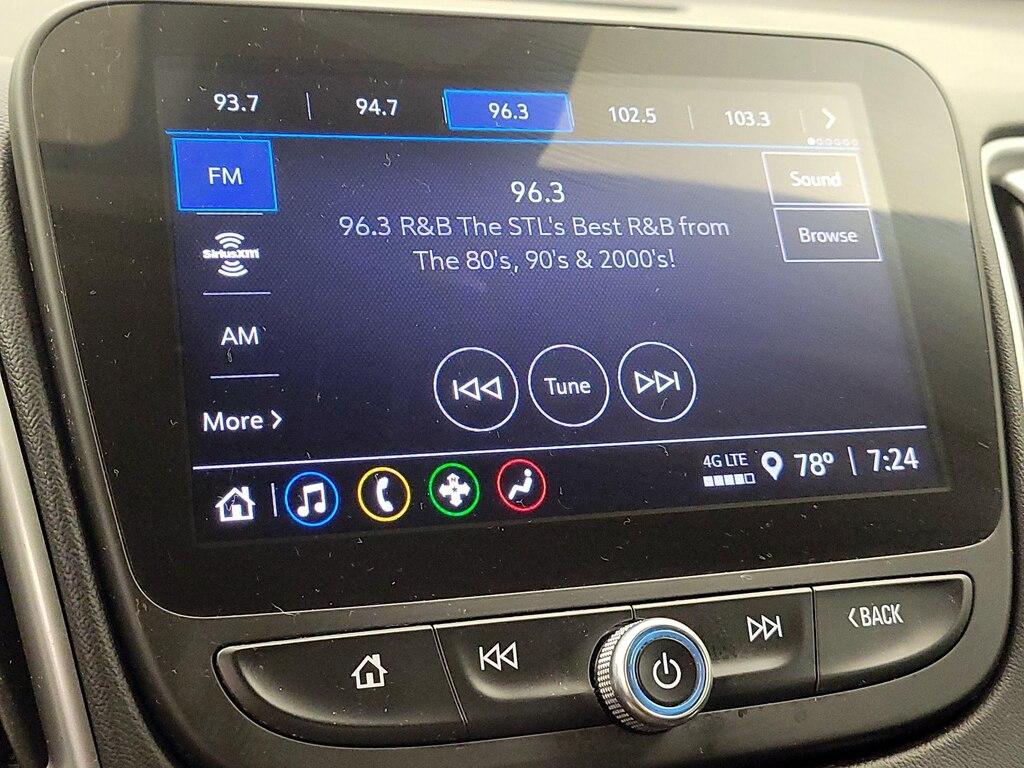 93.7 94.7 96.3 102.5 103.3
FM
Sound
96.3
SiriusXM
96.3 R&B The STL's Best R&B from
Browse
The 80's, 90's & 2000's!
AM
Tune
More
4G LTE 78° 7:24
BACK